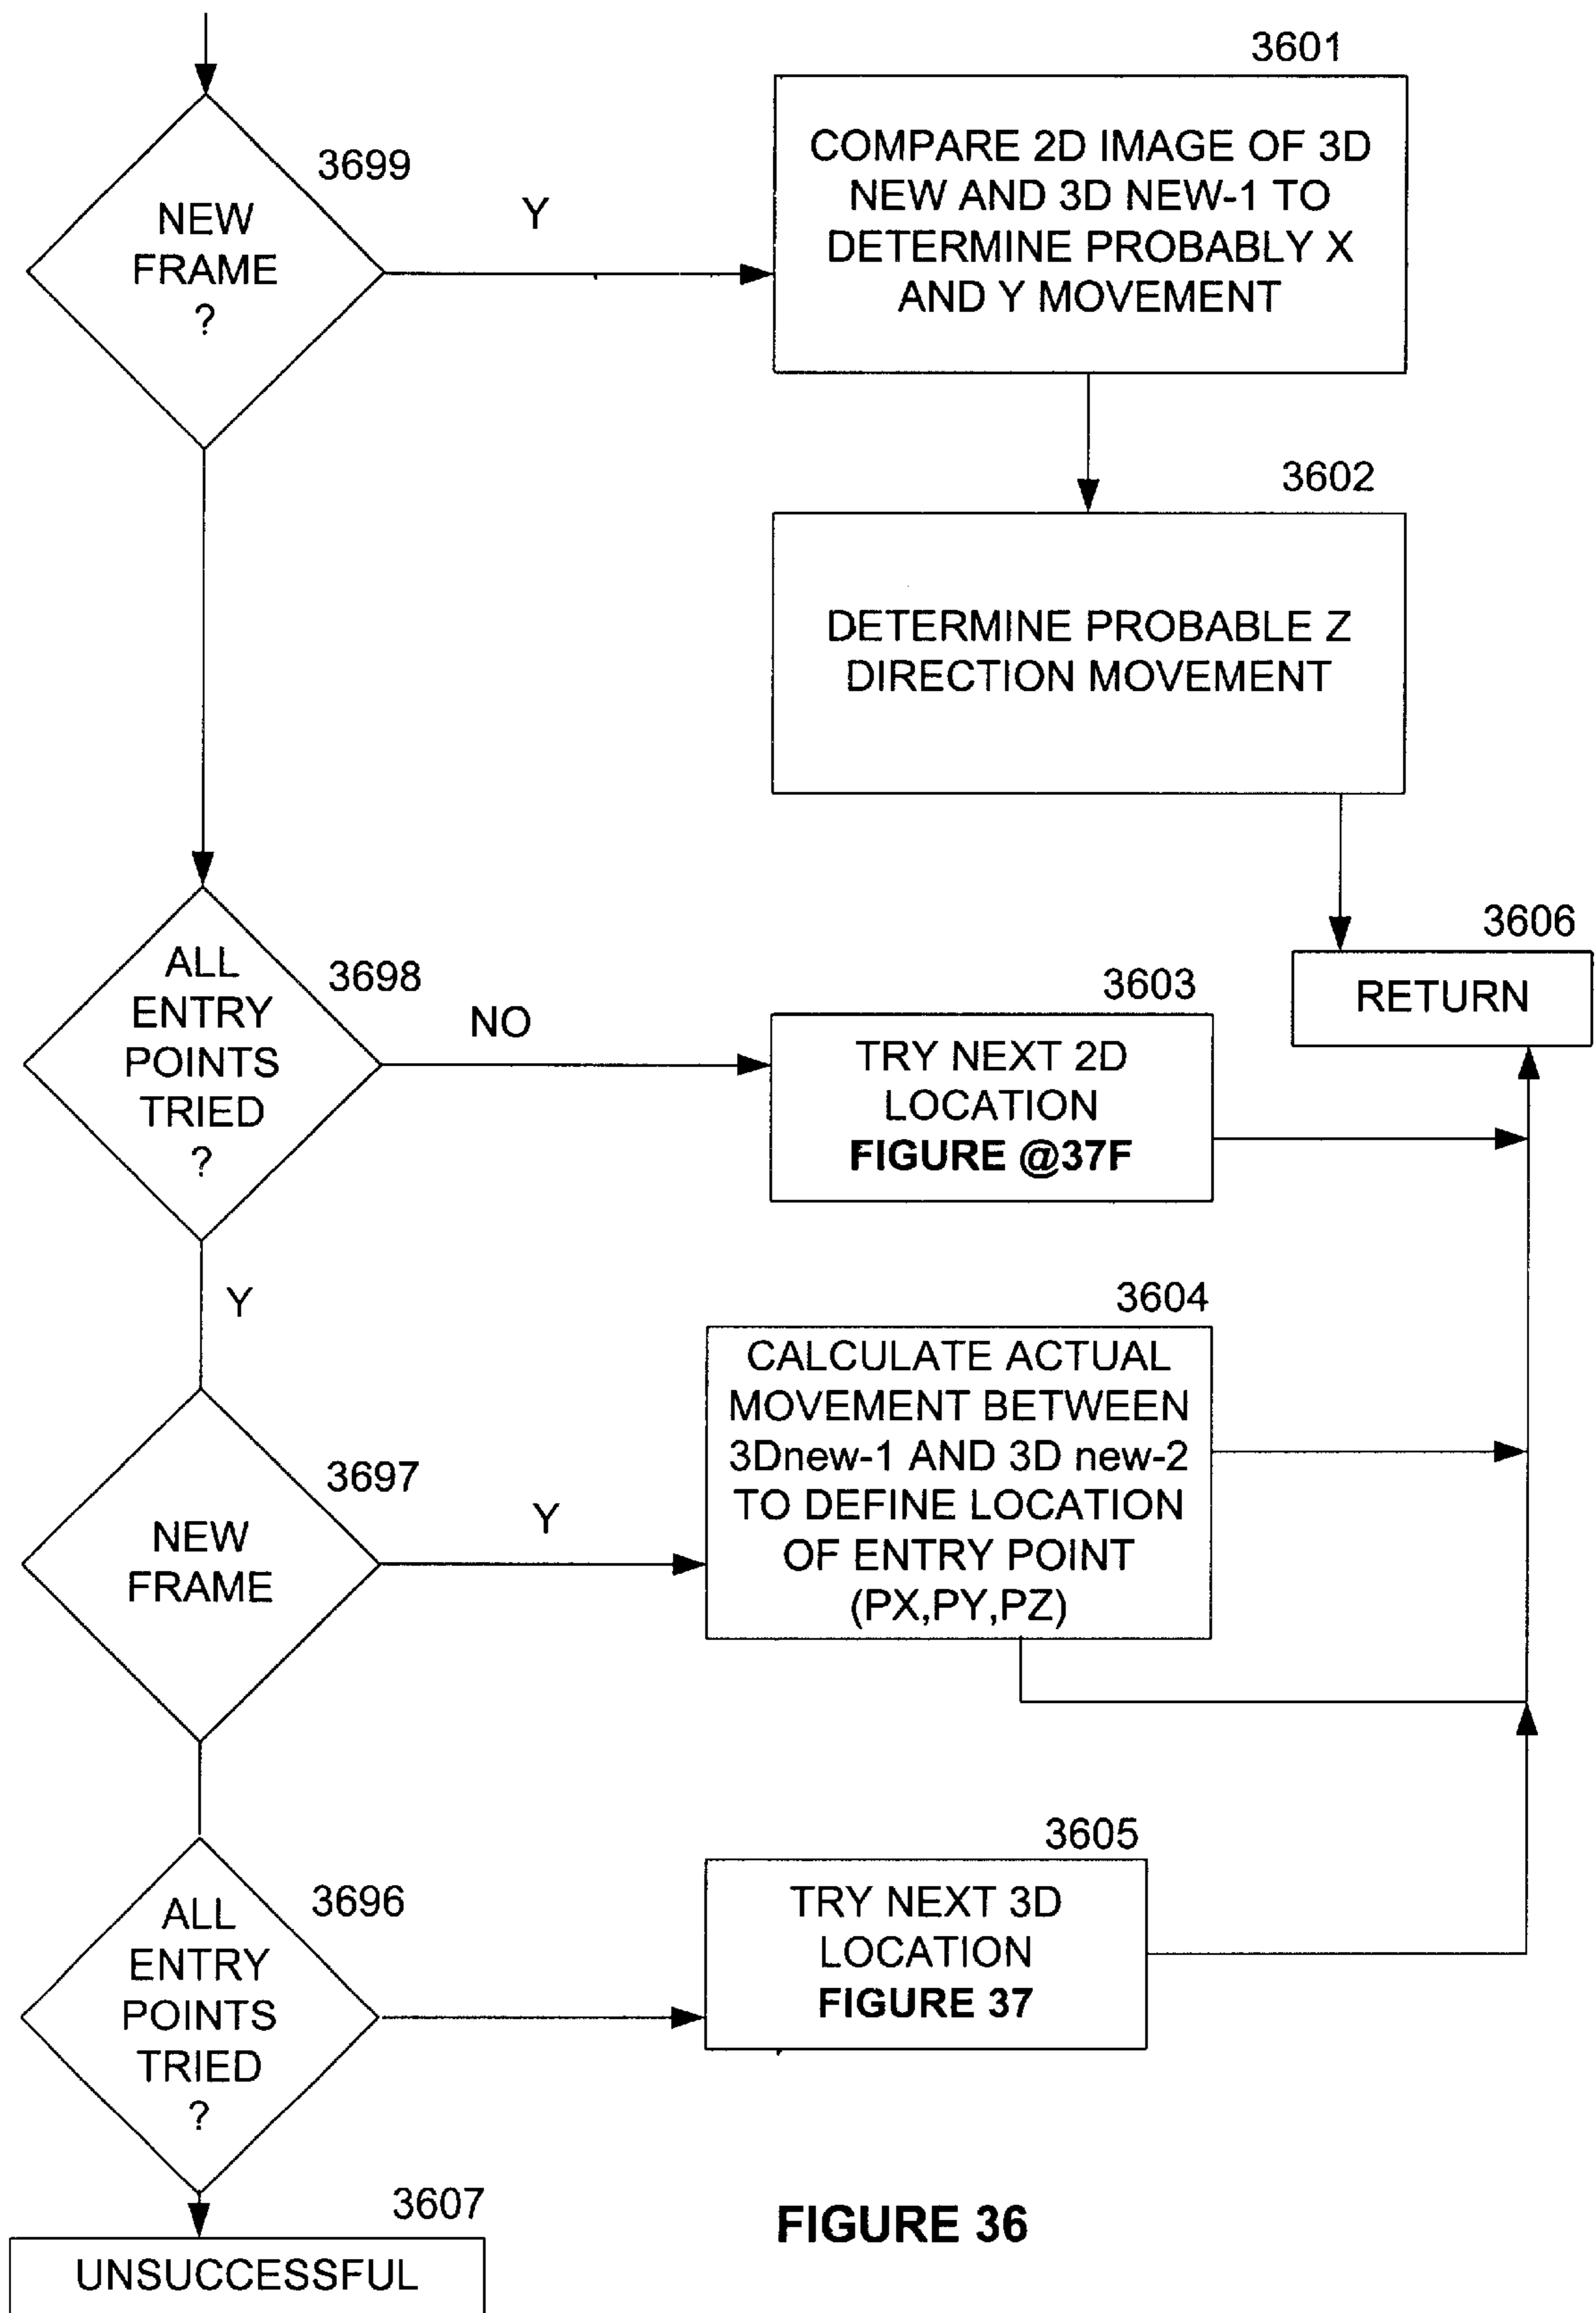 3601
COMPARE 2D IMAGE OF 3D
NEW AND 3D NEW-1 TO
DETERMINE PROBABLY X
AND Y MOVEMENT
3699
NEW
FRAME
?
Y
3602
DETERMINE PROBABLE Z
DIRECTION MOVEMENT
3606
RETURN
ALL
ENTRY
POINTS
TRIED
?
3698
NO
3603
TRY NEXT 2D
LOCATION
FIGURE @37F
Y
3604
CALCULATE ACTUAL
MOVEMENT BETWEEN
3Dnew-1 AND 3D new-2
TO DEFINE LOCATION
OF ENTRY POINT
(PX,PY,PZ)
3697
NEW
FRAME
Y
3605
TRY NEXT 3D
LOCATION
FIGURE 37
3696
ALL
ENTRY
POINTS
TRIED
?
3607
UNSUCCESSFUL
FIGURE 36